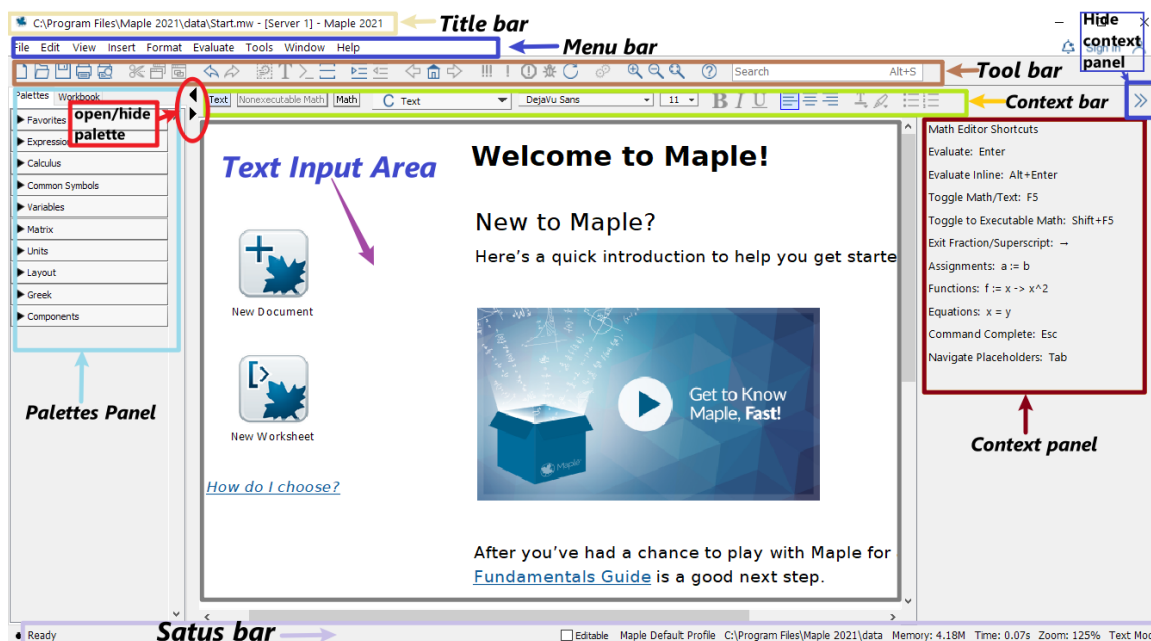 C:\Program Files\Maple 2021\data\Start.mw - [Server 1] - Maple 2021
Title bar
Hide context panel
File Edit View Insert Format Evaluate Tools Window Help
Menu bar
Sign in
Search Alt+S
Tool bar
Palettes Workbook
Text Nonexecutable Math Math C Text DejaVu Sans 11 B I U
Context bar
open/hide palette
Favorites
Expression
Calculus
Common Symbols
Variables
Matrix
Units
Layout
Greek
Components
Palettes Panel
Text Input Area
New Document
New Worksheet
How do I choose?
Welcome to Maple!
New to Maple?
Here's a quick introduction to help you get starte
Get to Know
Maple, Fast!
Maple
After you've had a chance to play with Maple for
Fundamentals Guide is a good next step.
Math Editor Shortcuts
Evaluate: Enter
Evaluate Inline: Alt+Enter
Toggle Math/Text: F5
Toggle to Executable Math: Shift+F5
Exit Fraction/Superscript: →
Assignments: a := b
Functions: f := x -> x^2
Equations: x = y
Command Complete: Esc
Navigate Placeholders: Tab
Context panel
Ready
Satus bar
Editable Maple Default Profile C:\Program Files\Maple 2021\data Memory: 4.18M Time: 0.07s Zoom: 125% Text Mod